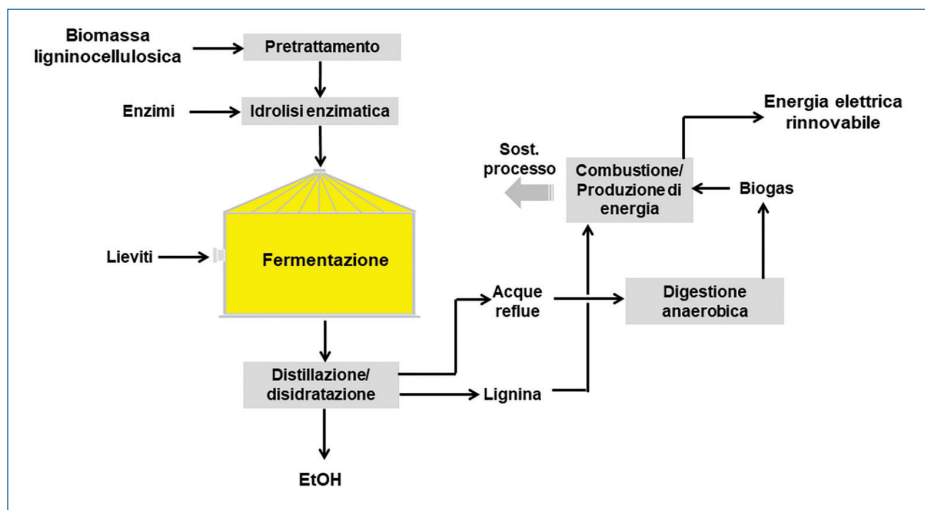 Biomassa
ligninocellulosica
Pretrattamento
Enzimi
Idrolisi enzimatica
Energia elettrica
rinnovabile
Sost.
processo
Combustione/
Produzione di
energia
Biogas
Lieviti
Fermentazione
Acque
reflue
Digestione
anaerobica
Distillazione/
disidratazione
Lignina
EtOH